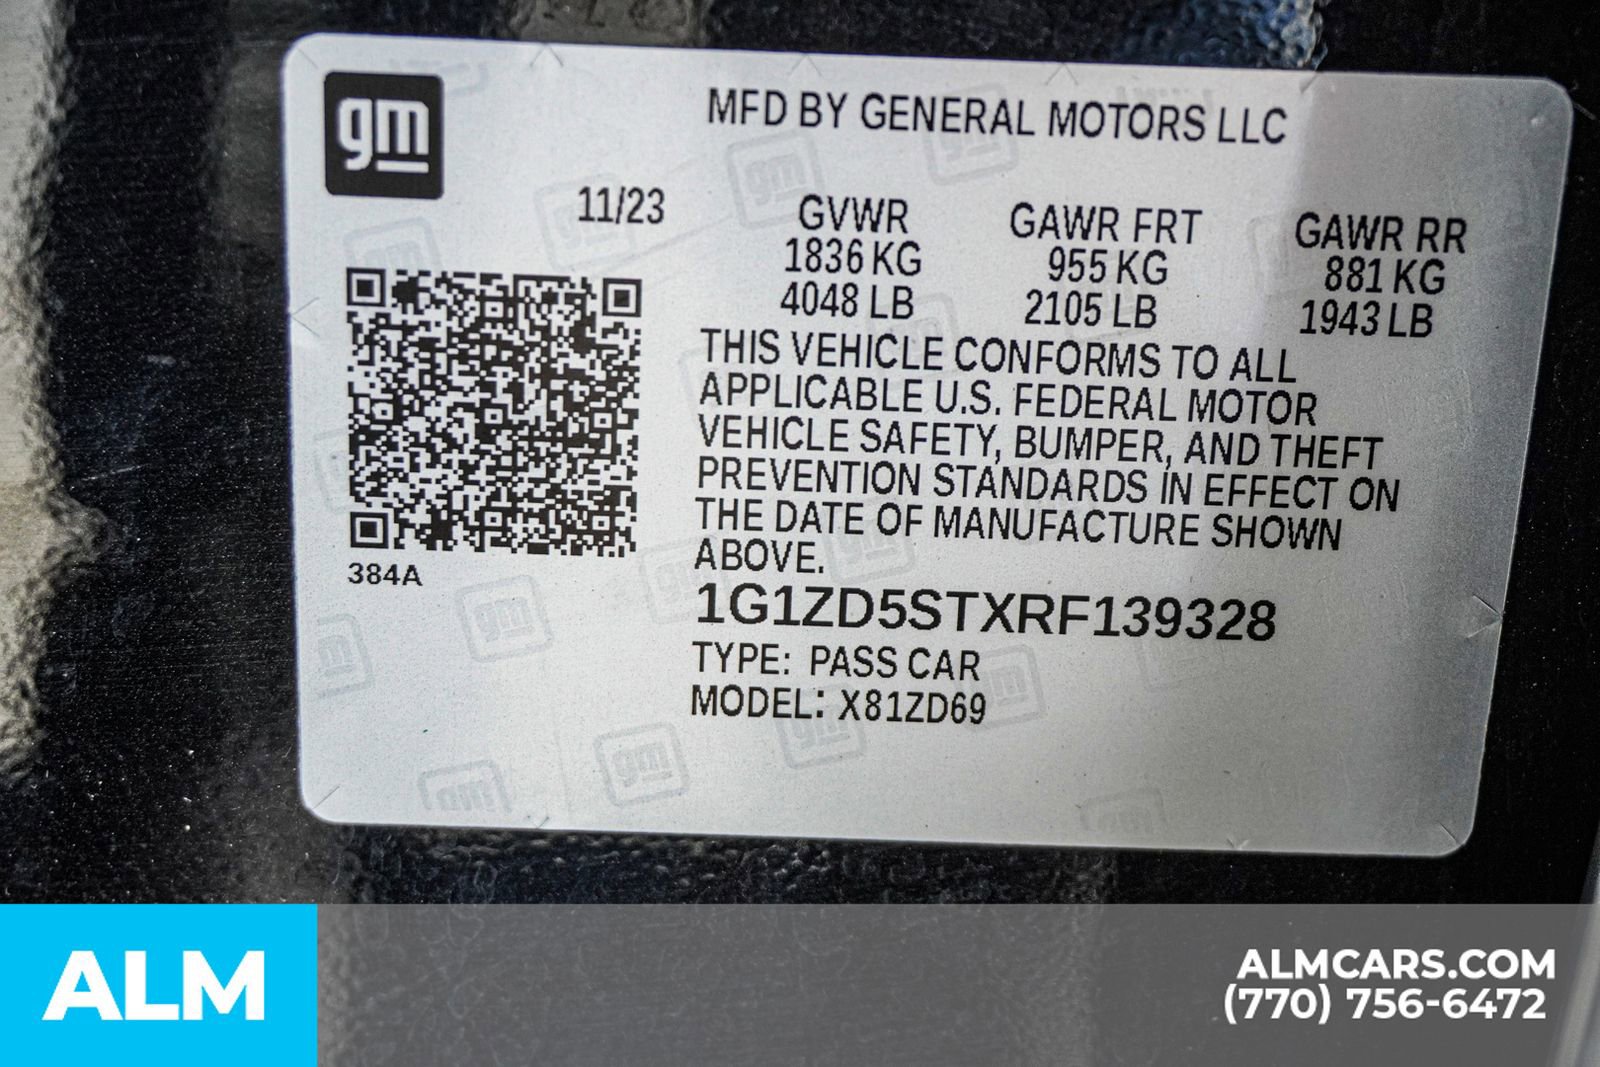 gm
MFD BY GENERAL MOTORS LLC
11/23
GVWR
1836 KG
4048 LB
GAWR FRT
955 KG
2105 LB
GAWR RR
881 KG
1943 LB
THIS VEHICLE CONFORMS TO ALL
APPLICABLE U.S. FEDERAL MOTOR
VEHICLE SAFETY, BUMPER, AND THEFT
PREVENTION STANDARDS IN EFFECT ON
THE DATE OF MANUFACTURE SHOWN
ABOVE.
384A
1G1ZD5STXRF139328
TYPE: PASS CAR
MODEL: X81ZD69
ALM
ALMCARS.COM
(770) 756-6472